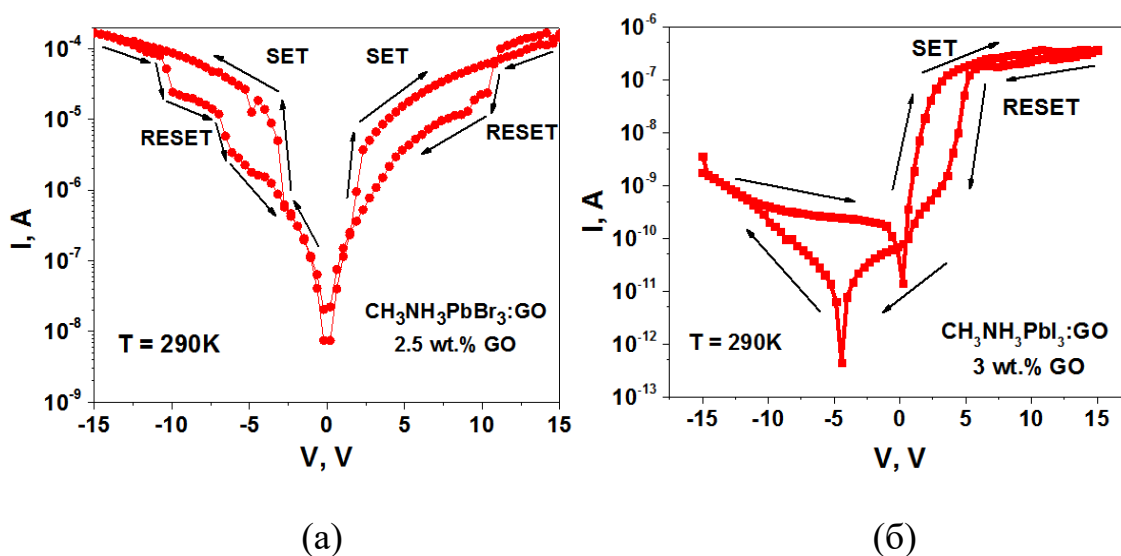 10⁻⁴
10⁻⁵
10⁻⁶
10⁻⁷
10⁻⁸
10⁻⁹
I, A
SET
SET
RESET
RESET
CH₃NH₃PbBr₃:GO
2.5 wt.% GO
T = 290K
-15 -10 -5 0 5 10 15
V, V
(а)
10⁻⁶
10⁻⁷
10⁻⁸
10⁻⁹
10⁻¹⁰
10⁻¹¹
10⁻¹²
10⁻¹³
I, A
SET
RESET
CH₃NH₃PbI₃:GO
3 wt.% GO
T = 290K
-15 -10 -5 0 5 10 15
V, V
(б)